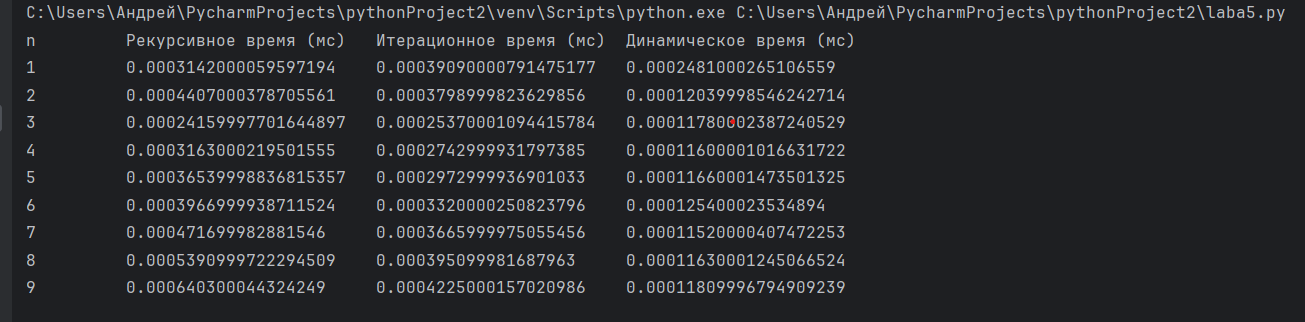 C:\Users\Андрей\PycharmProjects\pythonProject2\venv\Scripts\python.exe C:\Users\Андрей\PycharmProjects\pythonProject2\laba5.py
n Рекурсивное время (мс) Итерационное время (мс) Динамическое время (мс)
1 0.00031420000059597194 0.00039090000791475177 0.0002481000265106559
2 0.0004407000378705561 0.0003798999823629856 0.00012039998546242714
3 0.000241599977701644897 0.00025370001094415784 0.00011780002387240529
4 0.00031630000219501555 0.0002742999931797385 0.00011600001016631722
5 0.00036539998836815357 0.0002972999936901033 0.00011660001473501325
6 0.0003966999938711524 0.0003320000250823796 0.000125400023534894
7 0.000471699982881546 0.0003665999975055456 0.00011520000407472253
8 0.0005390999722294509 0.000395099981687963 0.00011630001245066524
9 0.000640300044324249 0.0004225000157020986 0.00011809996794909239